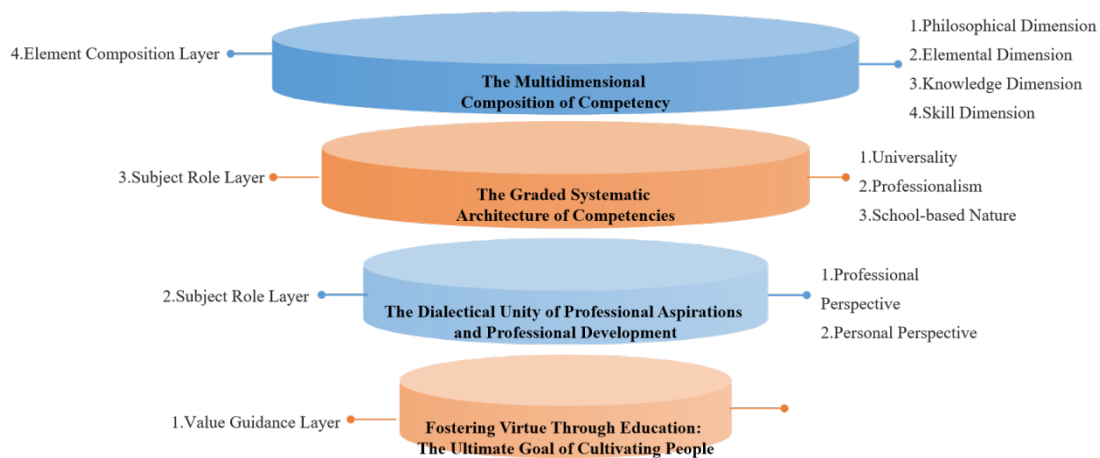 4.Element Composition Layer
The Multidimensional
Composition of Competency
1.Philosophical Dimension
2.Elemental Dimension
3.Knowledge Dimension
4.Skill Dimension
3.Subject Role Layer
The Graded Systematic
Architecture of Competencies
1.Universality
2.Professionalism
3.School-based Nature
2.Subject Role Layer
The Dialectical Unity of Professional Aspirations
and Professional Development
1.Professional
Perspective
2.Personal Perspective
1.Value Guidance Layer
Fostering Virtue Through Education:
The Ultimate Goal of Cultivating People